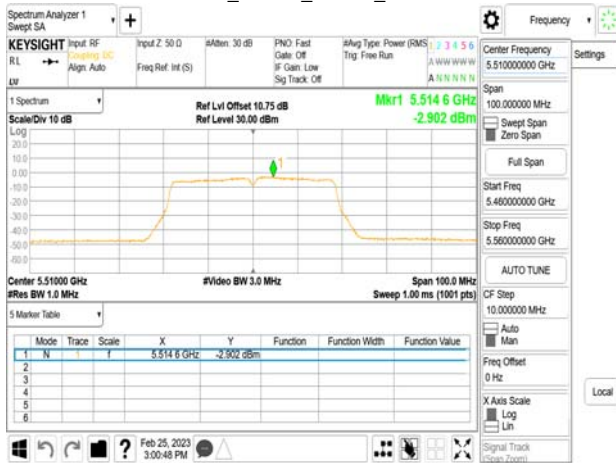 Spectrum Analyzer 1
Swept SA
Frequency
Settings
KEYSIGHT
RL
Input: RF
Coupling: DC
Align: Auto
Input Z: 50 Ω
Freq Ref: Int (S)
#Atten: 30 dB
PNO: Fast
Gate: Off
IF Gain: Low
Sig Track: Off
#Avg Type: Power (RMS
Trig: Free Run
1 2 3 4 5 6
A W W W W W
A N N N N N
1 Spectrum
Scale/Div 10 dB
Ref Lvl Offset 10.75 dB
Ref Level 30.00 dBm
Mkr1 5.514 6 GHz
-2.902 dBm
Log
20.0
10.0
0.00
-10.0
-20.0
-30.0
-40.0
-50.0
-60.0
1
Center 5.51000 GHz
#Res BW 1.0 MHz
#Video BW 3.0 MHz
Span 100.0 MHz
Sweep 1.00 ms (1001 pts)
5 Marker Table
Mode Trace Scale X Y Function Function Width Function Value
1 N 1 f 5.514 6 GHz -2.902 dBm
2
3
4
5
6
Feb 25, 2023
3:00:48 PM
Center Frequency
5.510000000 GHz
Span
100.000000 MHz
Swept Span
Zero Span
Full Span
Start Freq
5.460000000 GHz
Stop Freq
5.560000000 GHz
AUTO TUNE
CF Step
10.000000 MHz
Auto
Man
Freq Offset
0 Hz
X Axis Scale
Log
Lin
Signal Track
(Span Zoom)
Local